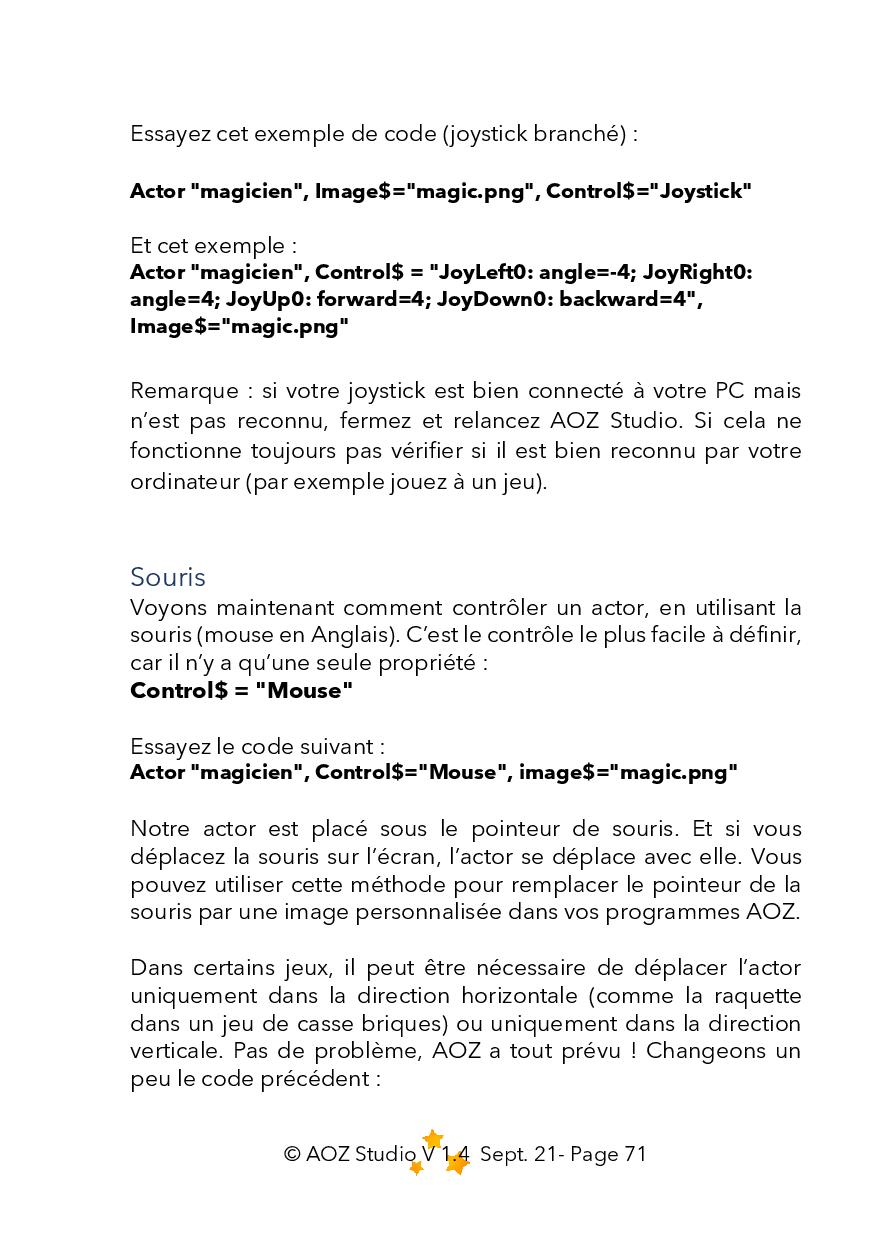 Essayez cet exemple de code (joystick branché) :
Actor "magicien", Image$="magic.png", Control$="Joystick"
Et cet exemple :
Actor "magicien", Control$ = "JoyLeft0: angle=-4; JoyRight0:
angle=4; JoyUp0: forward=4; JoyDown0: backward=4",
Image$="magic.png"
Remarque : si votre joystick est bien connecté à votre PC mais
n’est pas reconnu, fermez et relancez AOZ Studio. Si cela ne
fonctionne toujours pas vérifier si il est bien reconnu par votre
ordinateur (par exemple jouez à un jeu).
Souris
Voyons maintenant comment contrôler un actor, en utilisant la
souris (mouse en Anglais). C’est le contrôle le plus facile à définir,
car il n’y a qu’une seule propriété :
Control$ = "Mouse"
Essayez le code suivant :
Actor "magicien", Control$="Mouse", image$="magic.png"
Notre actor est placé sous le pointeur de souris. Et si vous
déplacez la souris sur l’écran, l’actor se déplace avec elle. Vous
pouvez utiliser cette méthode pour remplacer le pointeur de la
souris par une image personnalisée dans vos programmes AOZ.
Dans certains jeux, il peut être nécessaire de déplacer l’actor
uniquement dans la direction horizontale (comme la raquette
dans un jeu de casse briques) ou uniquement dans la direction
verticale. Pas de problème, AOZ a tout prévu ! Changeons un
peu le code précédent :
© AOZ Studio V 1.4 Sept. 21- Page 71